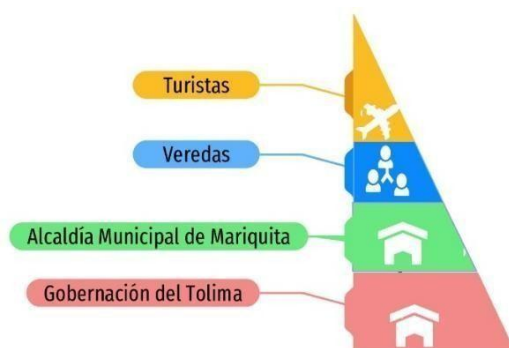 Turistas
Veredas
Alcaldía Municipal de Mariquita
Gobernación del Tolima